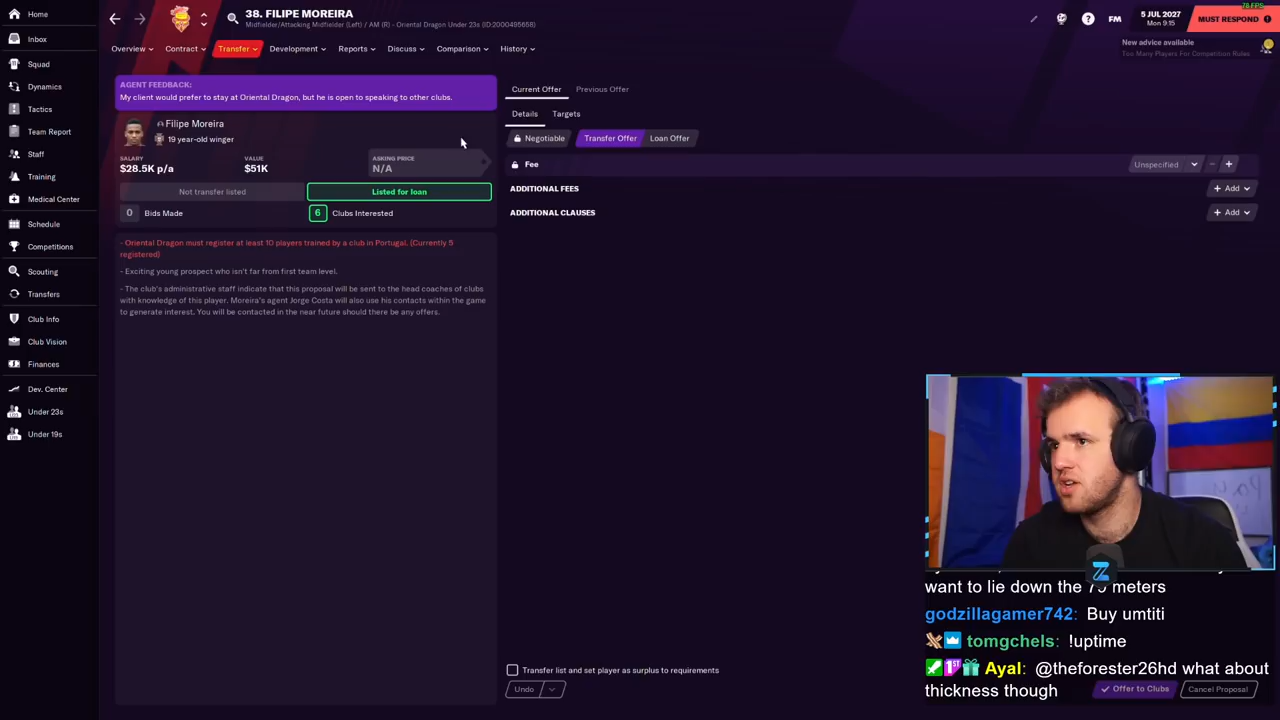 38. FILIPE MOREIRA
Midfielder/Attacking Midfielder (Left) / AM (R) - Oriental Dragon Under 23s (ID:2000495658)
78 FPS
FM
5 JUL 2027
Mon 9:15
MUST RESPOND
New advice available
Too Many Players For Competition Rules
Home
Inbox
Squad
Dynamics
Tactics
Team Report
Staff
Training
Medical Center
Schedule
Competitions
Scouting
Transfers
Club Info
Club Vision
Finances
Dev. Center
Under 23s
Under 19s
Overview
Contract
Transfer
Development
Reports
Discuss
Comparison
History
AGENT FEEDBACK:
My client would prefer to stay at Oriental Dragon, but he is open to speaking to other clubs.
Filipe Moreira
19 year-old winger
SALARY
$28.5K p/a
VALUE
$51K
ASKING PRICE
N/A
Not transfer listed
Listed for loan
0 Bids Made
6 Clubs Interested
- Oriental Dragon must register at least 10 players trained by a club in Portugal. (Currently 5
registered)
- Exciting young prospect who isn't far from first team level.
- The club's administrative staff indicate that this proposal will be sent to the head coaches of clubs
with knowledge of this player. Moreira's agent Jorge Costa will also use his contacts within the game
to generate interest. You will be contacted in the near future should there be any offers.
Current Offer
Previous Offer
Details
Targets
Negotiable
Transfer Offer
Loan Offer
Fee
Unspecified
ADDITIONAL FEES
Add
ADDITIONAL CLAUSES
Add
Transfer list and set player as surplus to requirements
Undo
Offer to Clubs
Cancel Proposal
want to lie down the 75 meters
godzillagamer742: Buy umtiti
tomgchels: !uptime
Ayal: @theforester26hd what about
thickness though